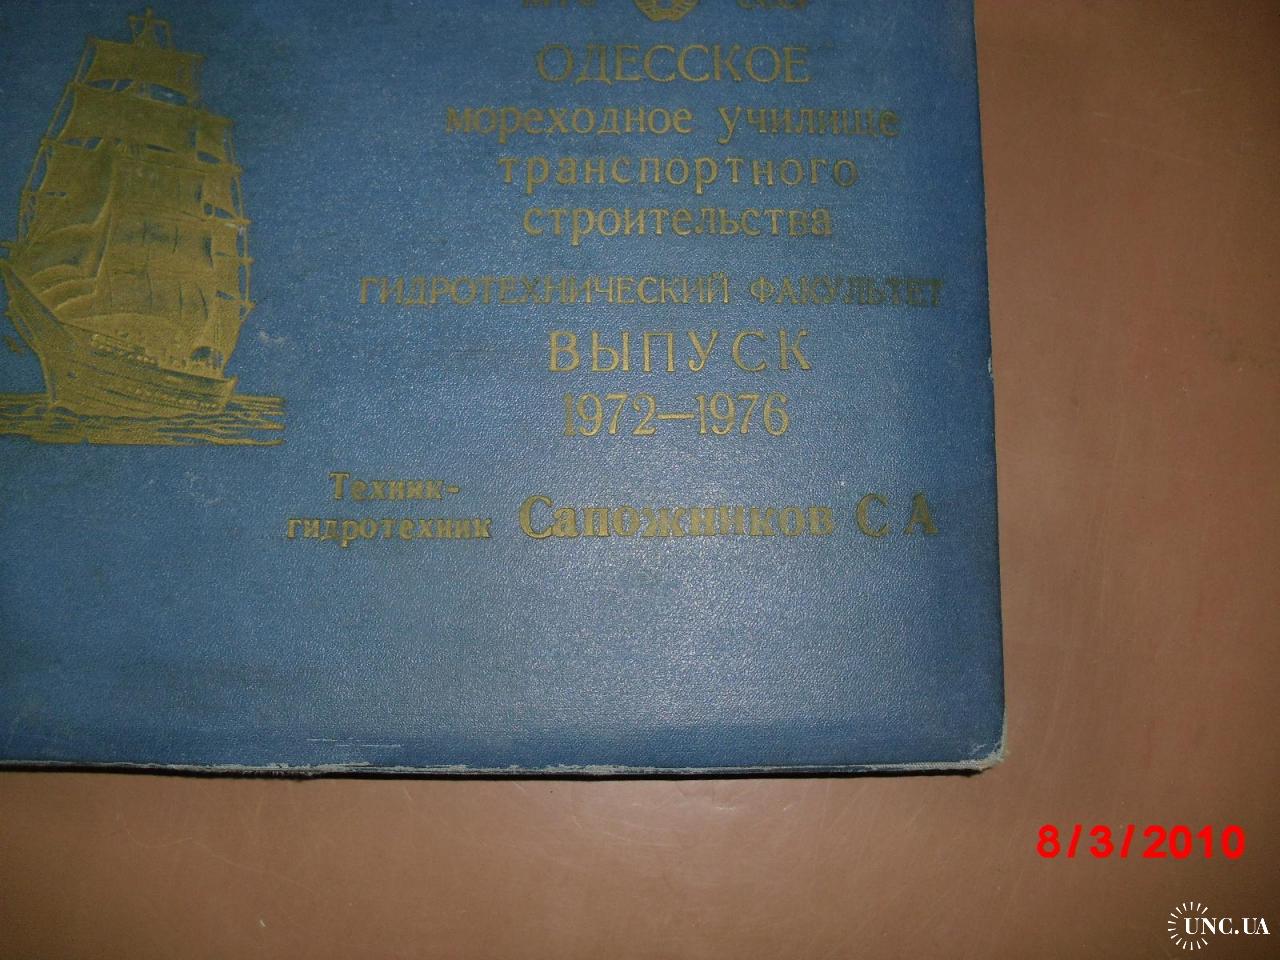 ОДЕССКОЕ
мореходное училище
транспортного
строительства
ГИДРОТЕХНИЧЕСКИЙ ФАКУЛЬТЕТ
ВЫПУСК
1972—1976
Техник-
гидротехник Сапожников С А
8/3/2010
UNC.UA